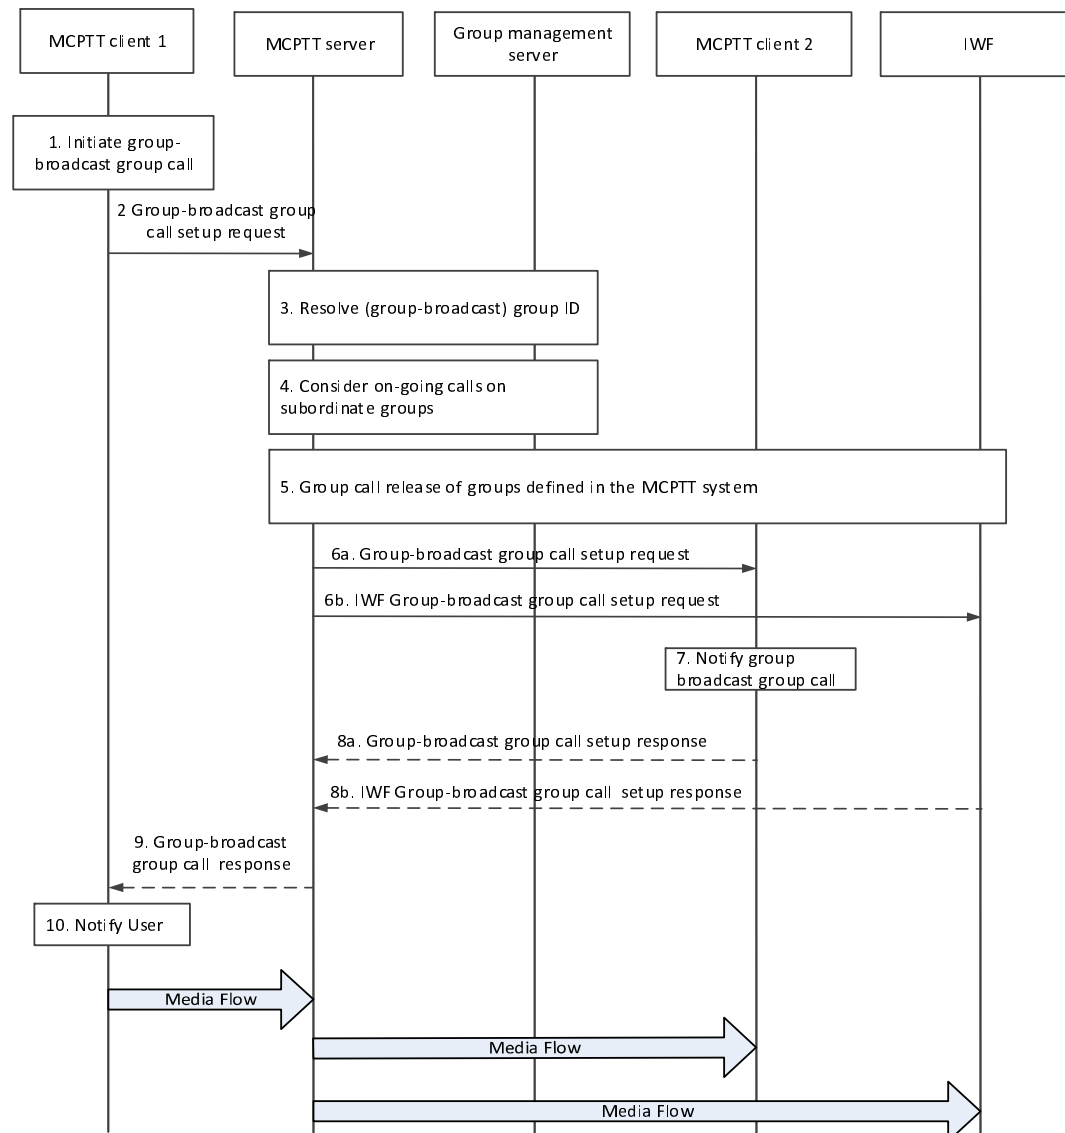 MCPTT client 1
MCPTT server
Group management
server
MCPTT client 2
IWF
1. Initiate group-
broadcast group call
2 Group-broadcast group
call setup request
3. Resolve (group-broadcast) group ID
4. Consider on-going calls on
subordinate groups
5. Group call release of groups defined in the MCPTT system
6a. Group-broadcast group call setup request
6b. IWF Group-broadcast group call setup request
7. Notify group
broadcast group call
8a. Group-broadcast group call setup response
8b. IWF Group-broadcast group call setup response
9. Group-broadcast
group call response
10. Notify User
Media Flow
Media Flow
Media Flow